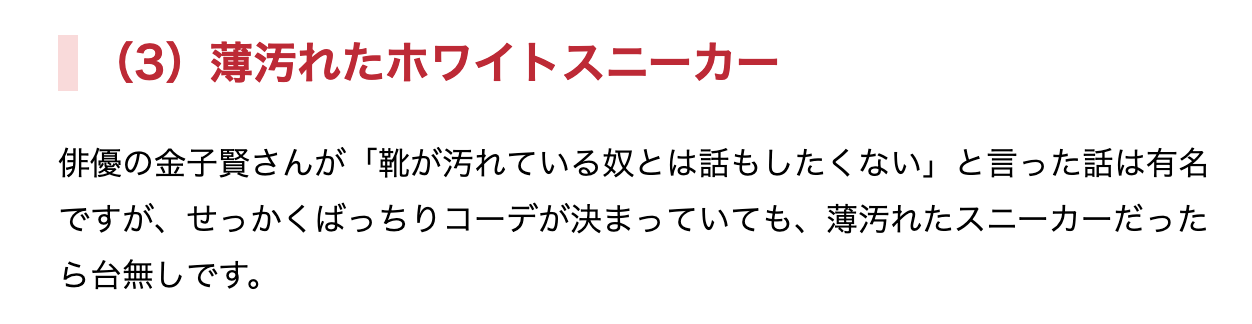 （3）薄汚れたホワイトスニーカー
俳優の金子賢さんが「靴が汚れている奴とは話もしたくない」と言った話は有名
ですが、せっかくばっちりコーデが決まっていても、薄汚れたスニーカーだった
ら台無しです。